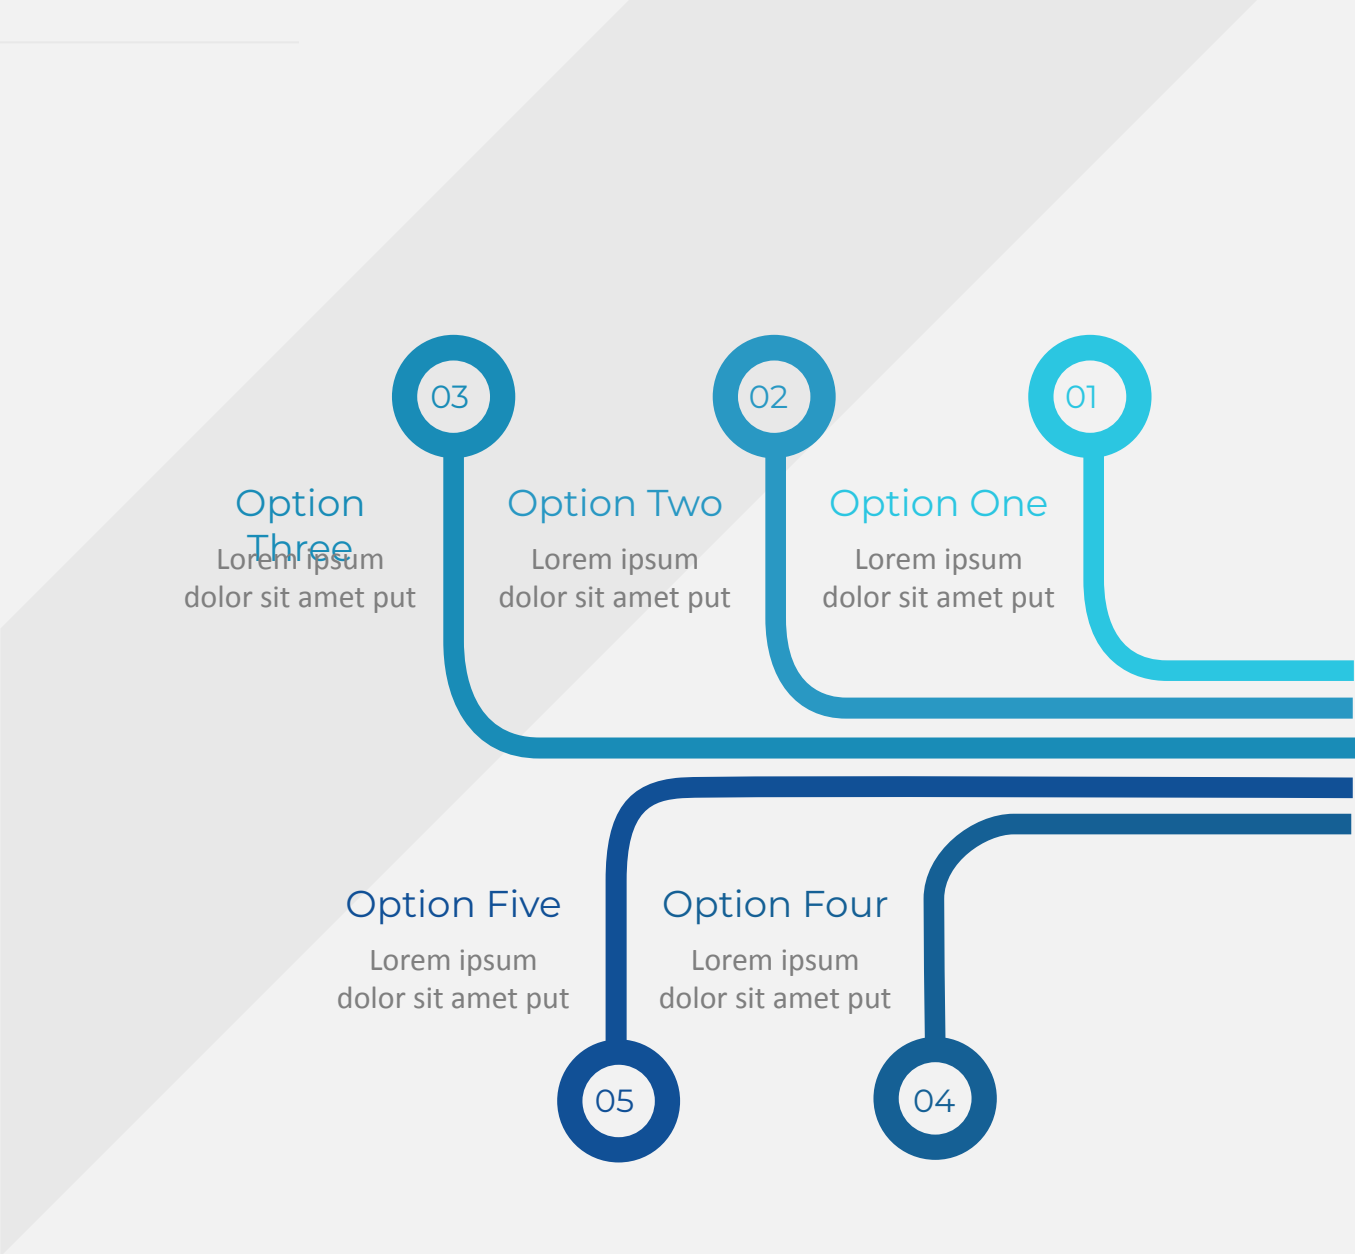 03
02
01
Option
Three
Lorem ipsum
dolor sit amet put
Option Two
Lorem ipsum
dolor sit amet put
Option One
Lorem ipsum
dolor sit amet put
Option Five
Lorem ipsum
dolor sit amet put
Option Four
Lorem ipsum
dolor sit amet put
05
04